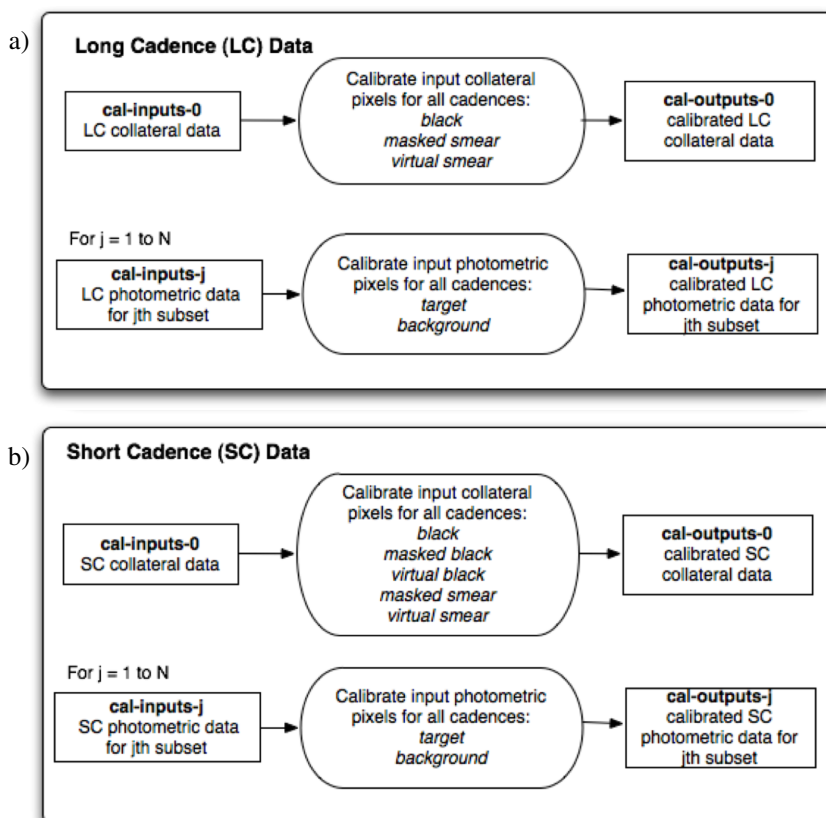 a)
Long Cadence (LC) Data
cal-inputs-0
LC collateral data
Calibrate input collateral
pixels for all cadences:
black
masked smear
virtual smear
cal-outputs-0
calibrated LC
collateral data
For j = 1 to N
cal-inputs-j
LC photometric data
for jth subset
Calibrate input photometric
pixels for all cadences:
target
background
cal-outputs-j
calibrated LC
photometric data for
jth subset
b)
Short Cadence (SC) Data
cal-inputs-0
SC collateral data
Calibrate input collateral
pixels for all cadences:
black
masked black
virtual black
masked smear
virtual smear
cal-outputs-0
calibrated SC
collateral data
For j = 1 to N
cal-inputs-j
SC photometric data
for jth subset
Calibrate input photometric
pixels for all cadences:
target
background
cal-outputs-j
calibrated SC
photometric data for
jth subset